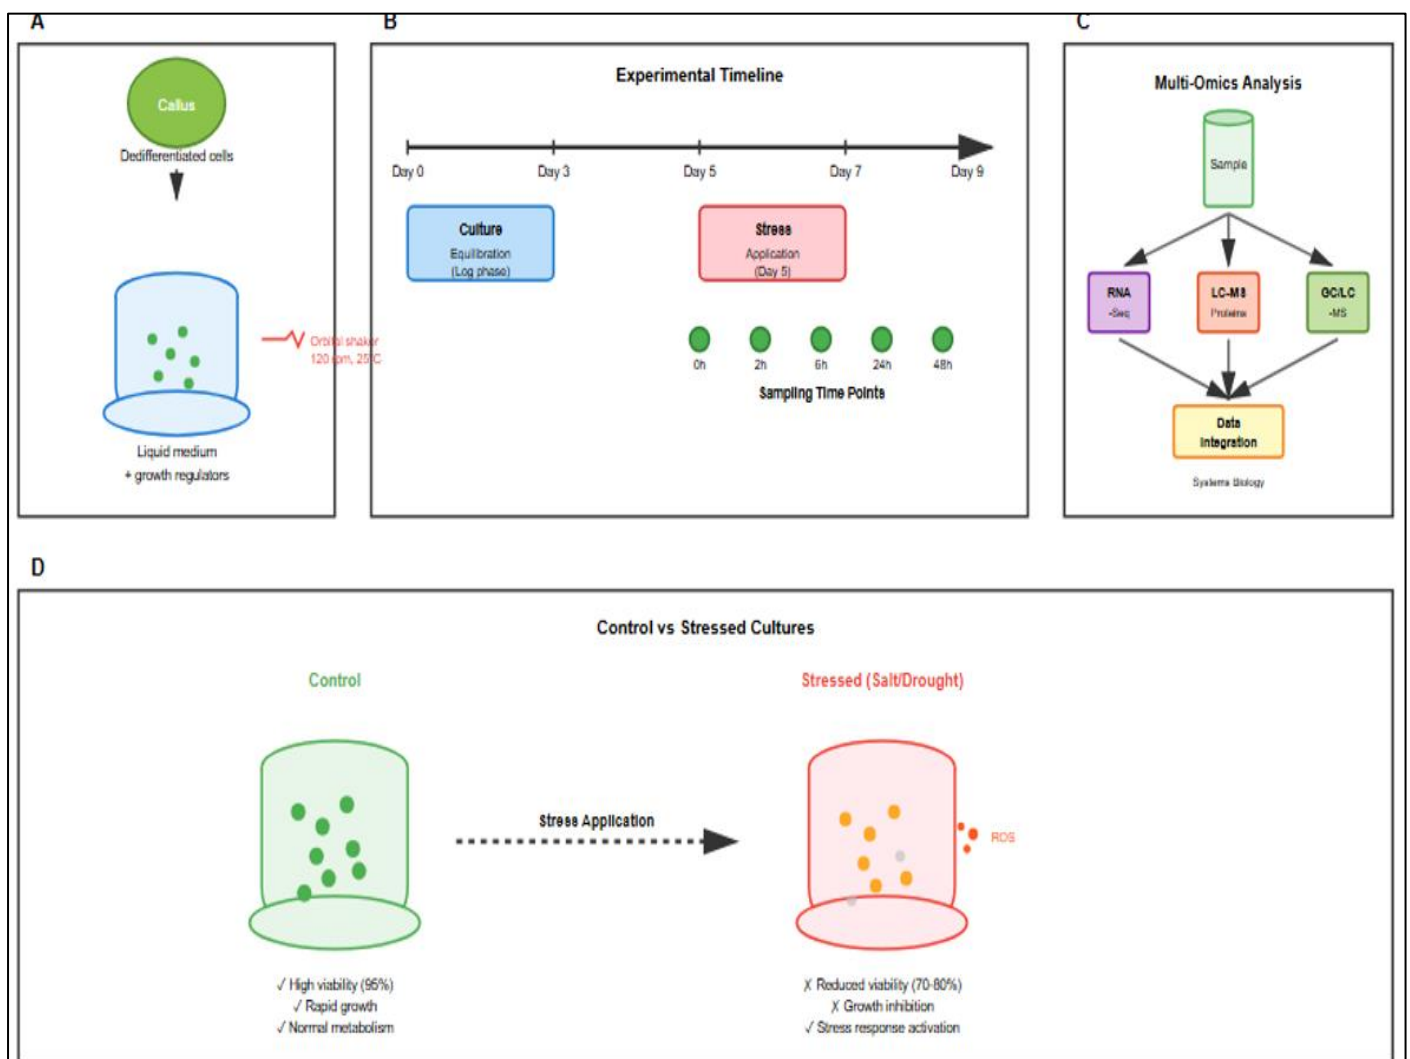 A
Callus
Dedifferentiated cells
Orbital shaker
120 rpm, 25°C
Liquid medium
+ growth regulators
B
Experimental Timeline
Day 0
Day 3
Day 5
Day 7
Day 9
Culture
Equilibration
(Log phase)
Stress
Application
(Day 5)
0h
2h
6h
24h
48h
Sampling Time Points
C
Multi-Omics Analysis
Sample
RNA
-Seq
LC-MS
Proteins
GC/LC
-MS
Data
Integration
Systems Biology
D
Control vs Stressed Cultures
Control
Stressed (Salt/Drought)
Stress Application
ROS
√ High viability (95%)
√ Rapid growth
√ Normal metabolism
X Reduced viability (70-80%)
X Growth inhibition
√ Stress response activation